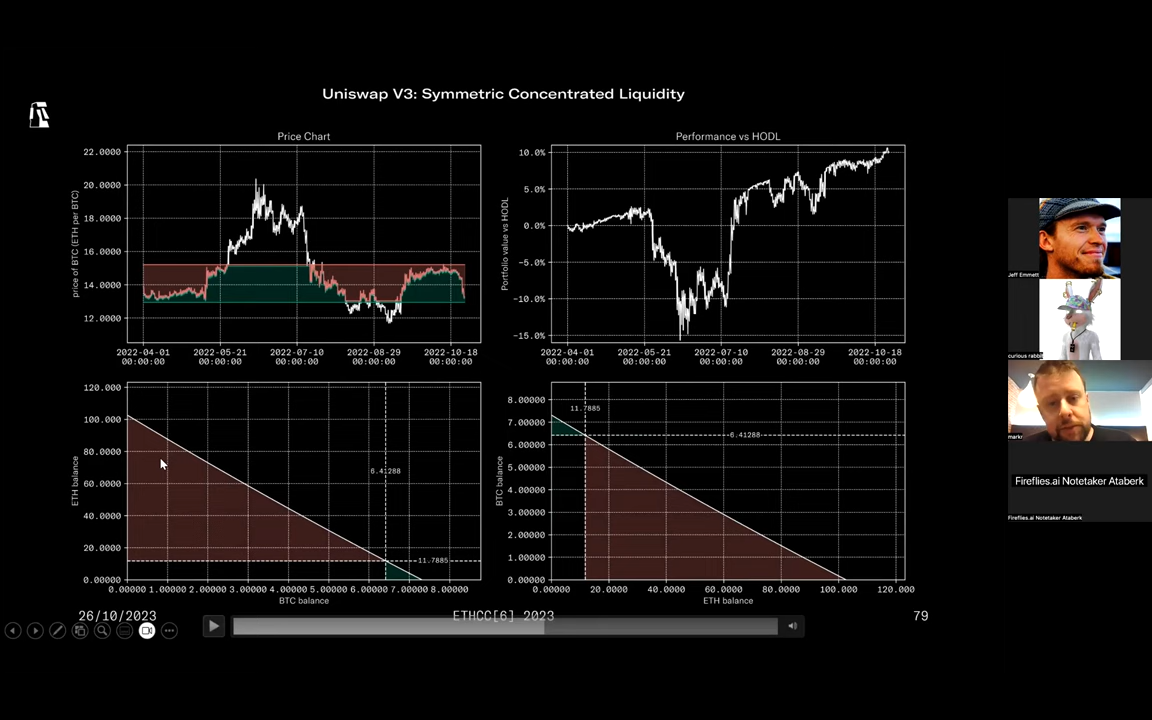 Uniswap V3: Symmetric Concentrated Liquidity
Price Chart
22.0000
20.0000
18.0000
16.0000
14.0000
12.0000
price of BTC (ETH per BTC)
2022-04-01 2022-05-21 2022-07-10 2022-08-29 2022-10-18
00:00:00 00:00:00 00:00:00 00:00:00 00:00:00
Performance vs HODL
10.0%
5.0%
0.0%
-5.0%
-10.0%
-15.0%
Portfolio value vs HODL
2022-04-01 2022-05-21 2022-07-10 2022-08-29 2022-10-18
00:00:00 00:00:00 00:00:00 00:00:00 00:00:00
120.000
100.000
80.0000
60.0000
40.0000
20.0000
0.00000
ETH balance
6.41288
11.7885
0.00000 1.00000 2.00000 3.00000 4.00000 5.00000 6.00000 7.00000 8.00000
BTC balance
8.00000
7.00000
6.00000
5.00000
4.00000
3.00000
2.00000
1.00000
0.00000
BTC balance
11.7885
6.41288
0.00000 20.0000 40.0000 60.0000 80.0000 100.000 120.000
ETH balance
26/10/2023
ETHCC[6] 2023
79
Jeff Emmett
curious rabbit
markr
Fireflies.ai Notetaker Ataberk
Fireflies.ai Notetaker Ataberk